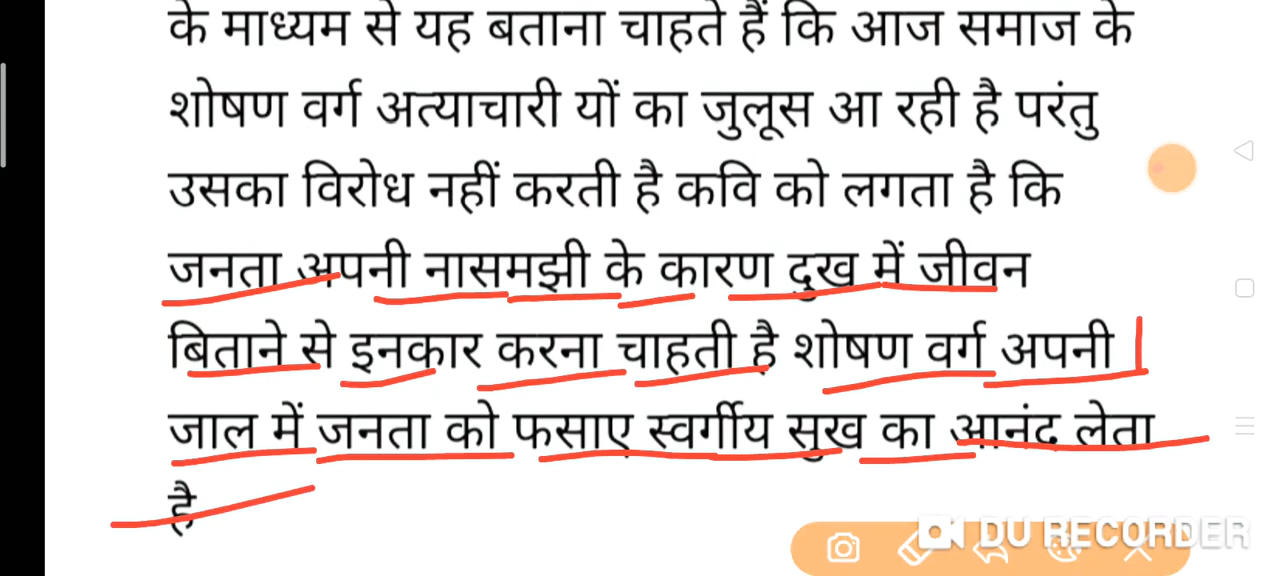 के माध्यम से यह बताना चाहते हैं कि आज समाज के
शोषण वर्ग अत्याचारी यों का जुलूस आ रही है परंतु
उसका विरोध नहीं करती है कवि को लगता है कि
जनता अपनी नासमझी के कारण दुख में जीवन
बिताने से इनकार करना चाहती है शोषण वर्ग अपनी
जाल में जनता को फसाए स्वर्गीय सुख का आनंद लेता
है
DU RECORDER